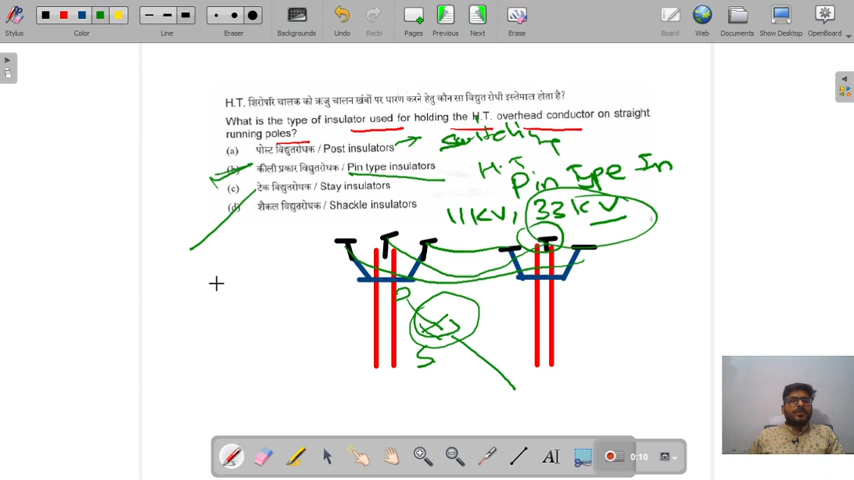 Stylus
Color
Line
Eraser
Backgrounds
Undo
Redo
Pages
Previous
Next
Erase
Board
Web
Documents
Show Desktop
OpenBoard
H.T. शिरोपरि चालक को ऋजु चालन खंबों पर धारण करने हेतु कौन सा विद्युत रोधी इस्तेमाल होता है?
What is the type of insulator used for holding the H.T. overhead conductor on straight
running poles?
(a) पोस्ट विद्युतरोधक / Post insulators
switching
(b) कीली प्रकार विद्युतरोधक / Pin type insulators
H.T
Pin Type In
(c) टेक विद्युतरोधक / Stay insulators
(d) शैकल विद्युतरोधक / Shackle insulators
11KV, 33KV
0:10